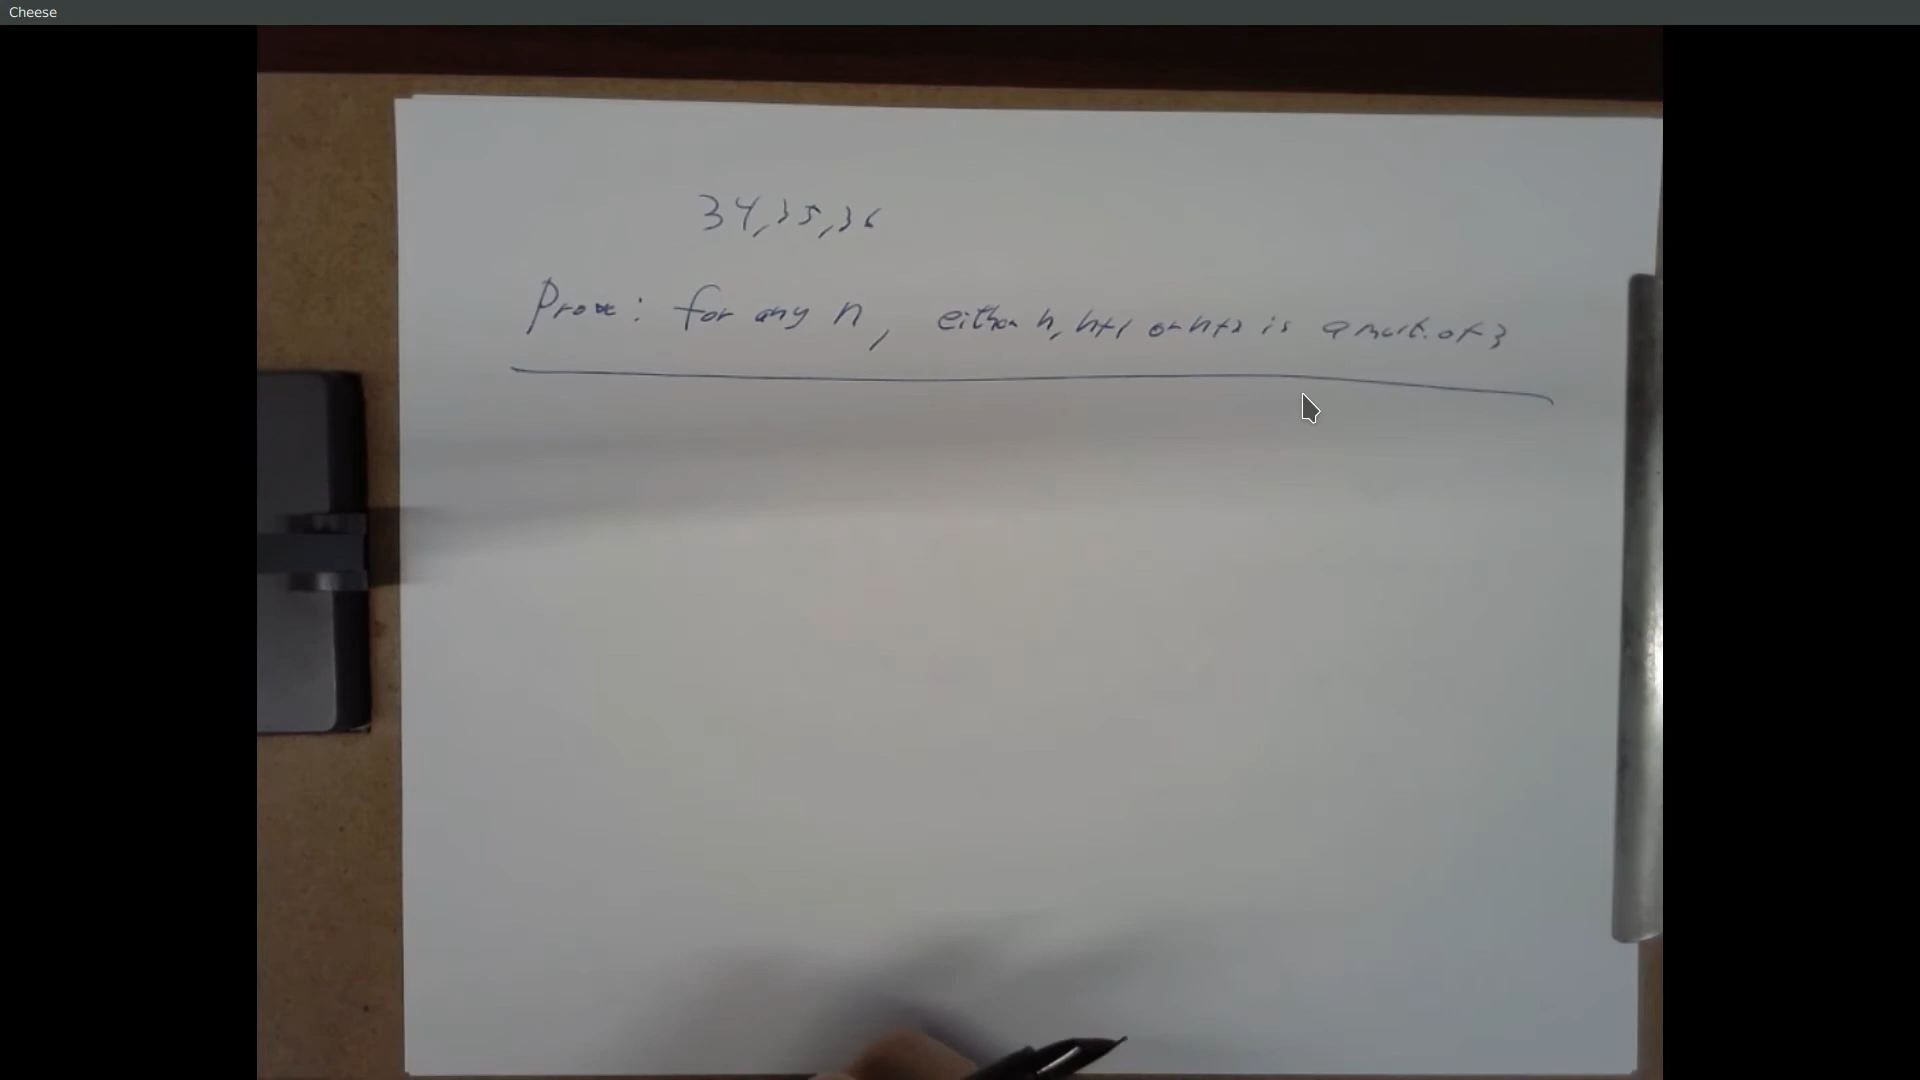 Cheese
34, 35, 36
Prove: for any n, either n, n+1 or n+2 is a mult. of 3